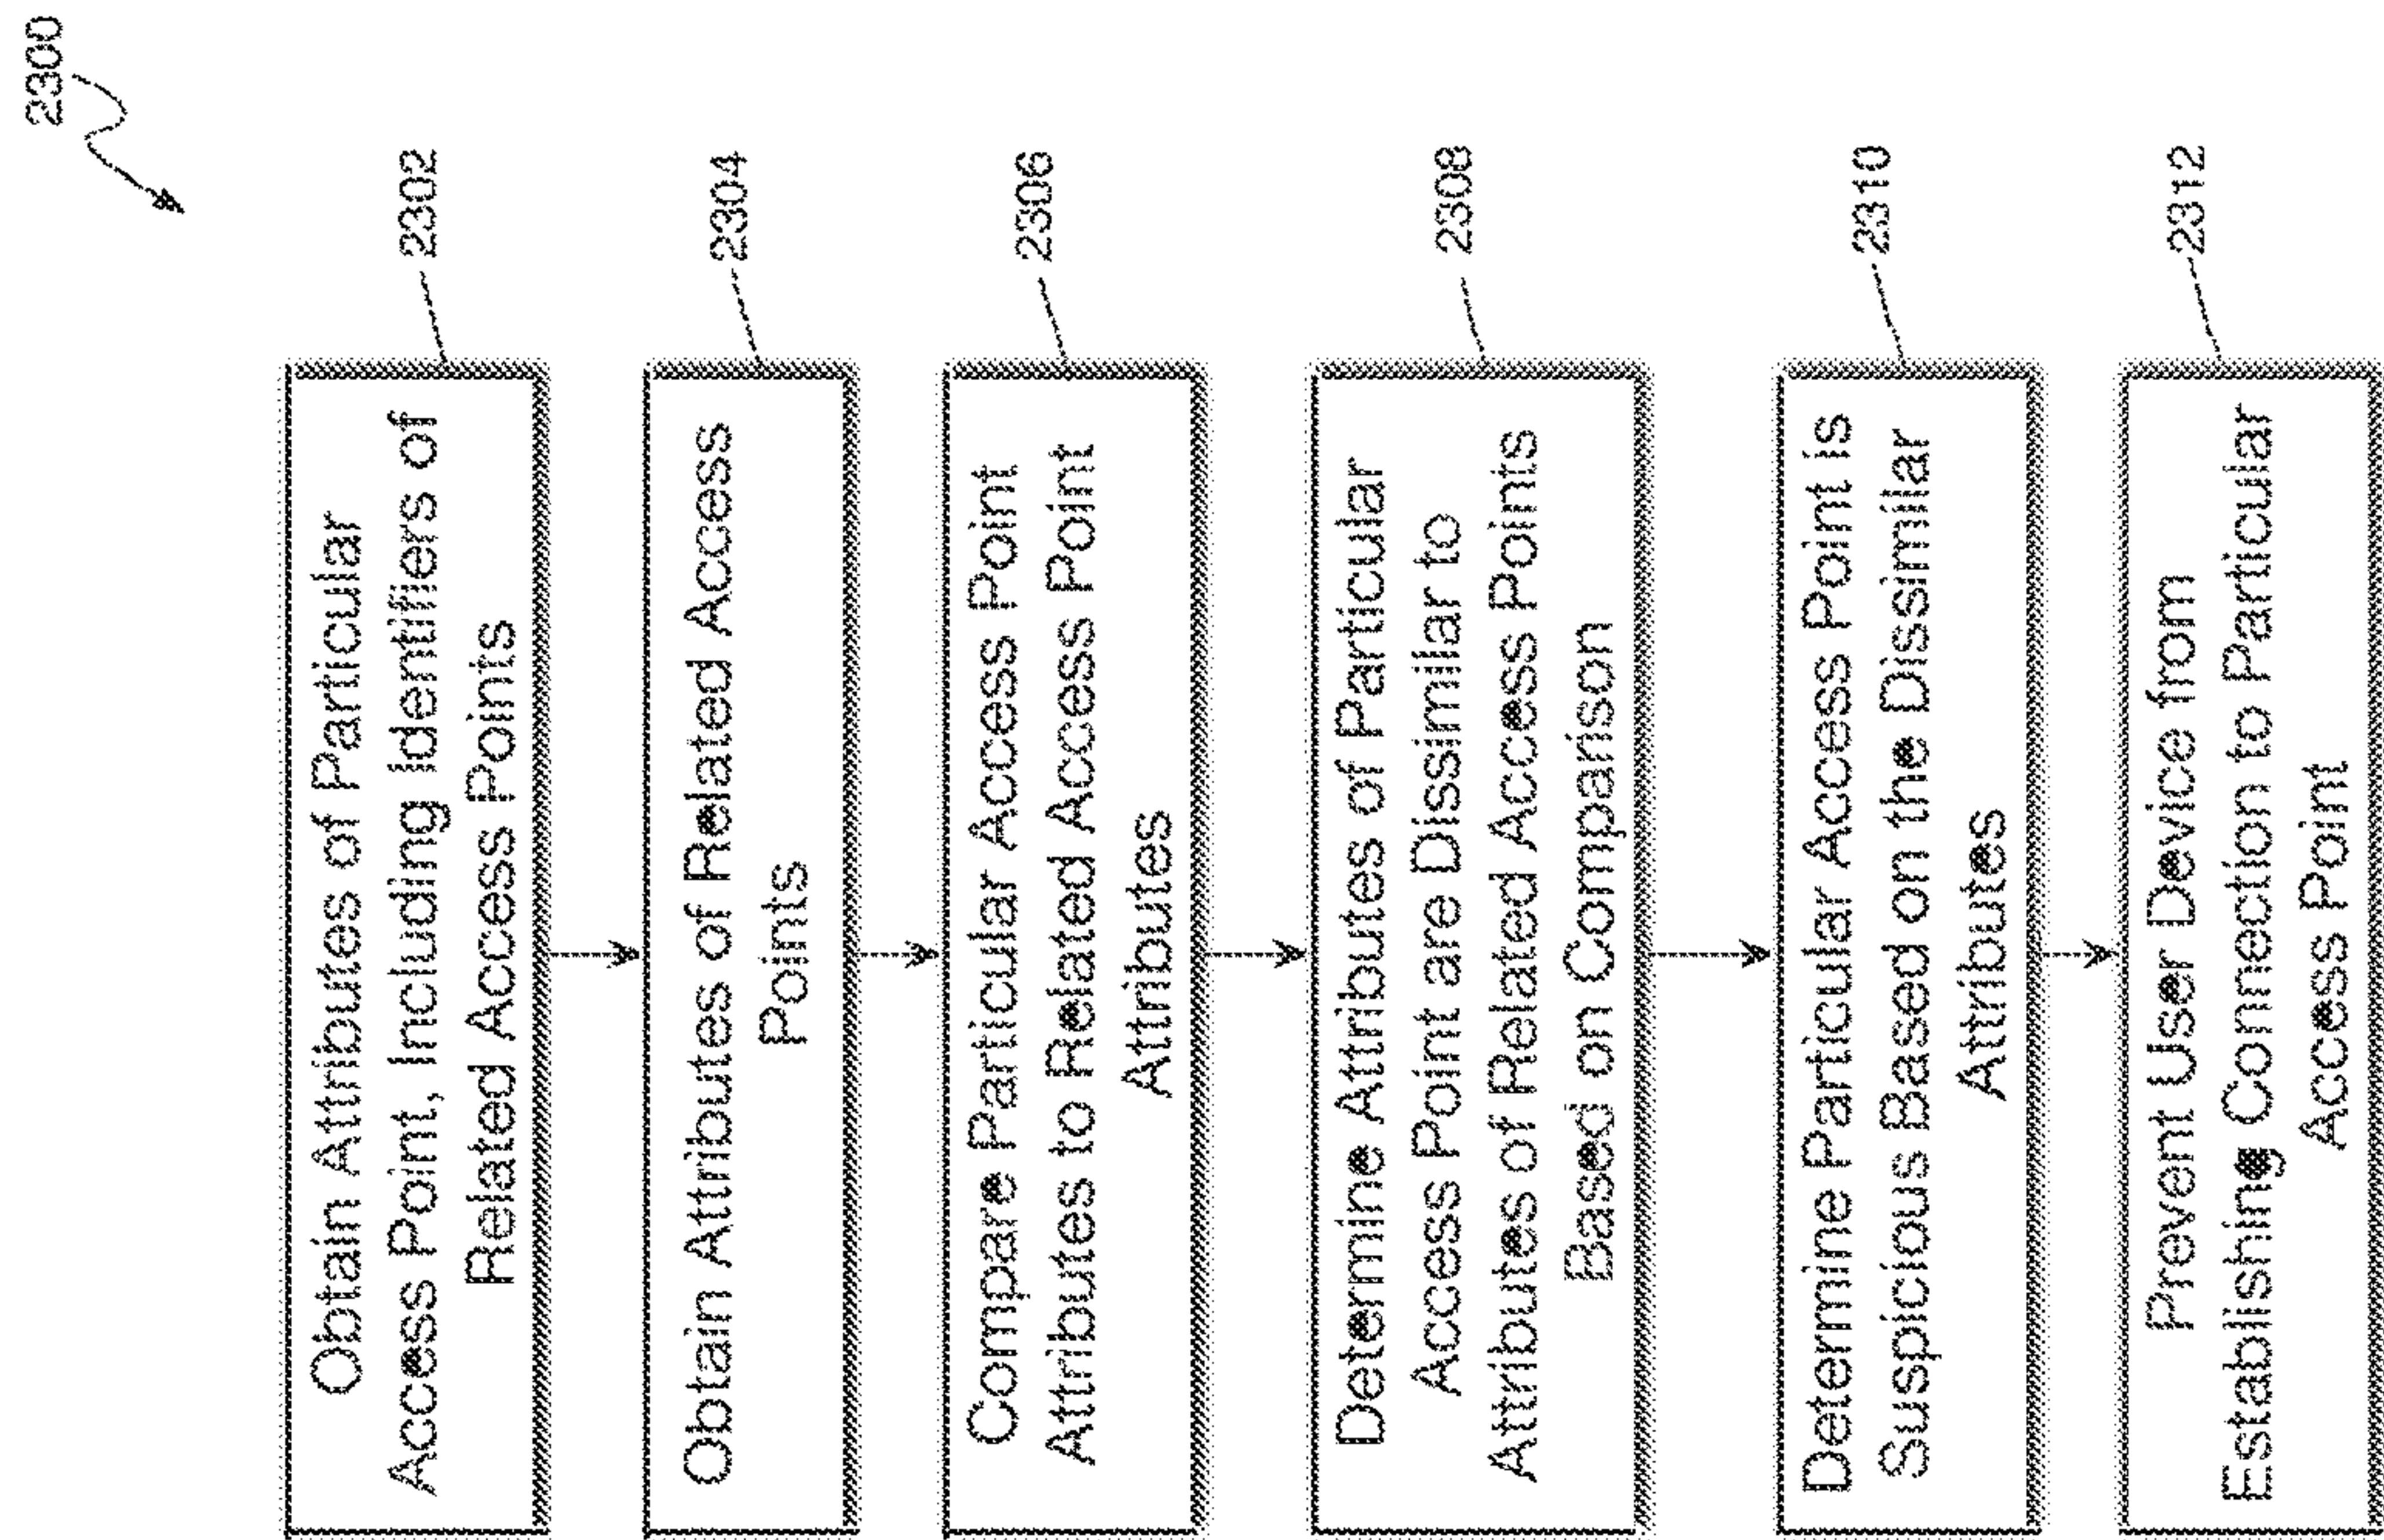 2300
Obtain Attributes of Particular
Access Point, Including Identifiers of
Related Access Points
2302
Obtain Attributes of Related Access
Points
2304
Compare Particular Access Point
Attributes to Related Access Point
Attributes
2306
Determine Attributes of Particular
Access Point are Dissimilar to
Attributes of Related Access Points
Based on Comparison
2308
Determine Particular Access Point is
Suspicious Based on the Dissimilar
Attributes
2310
Prevent User Device from
Establishing Connection to Particular
Access Point
2312